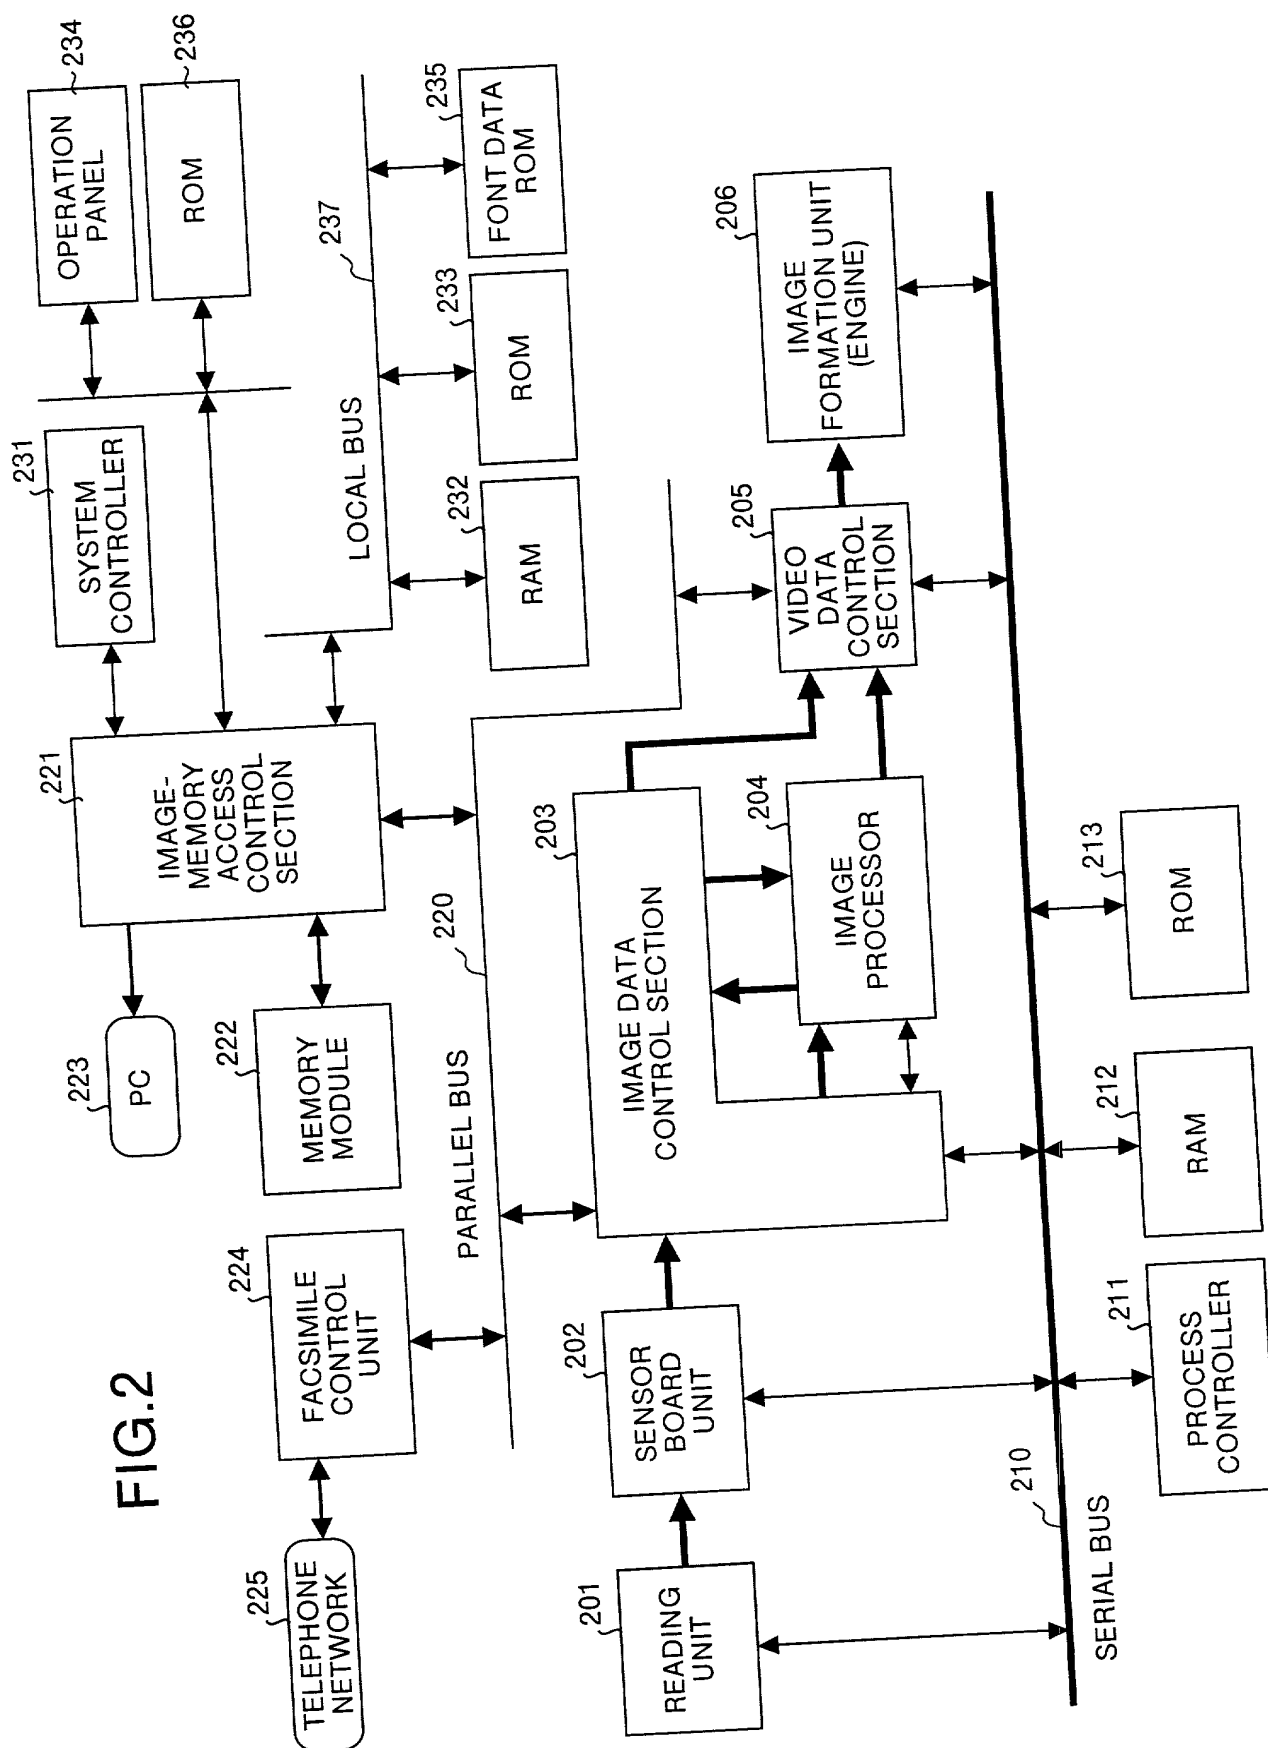 FIG.2
225
TELEPHONE
NETWORK
224
FACSIMILE
CONTROL
UNIT
223
PC
222
MEMORY
MODULE
221
IMAGE-
MEMORY
ACCESS
CONTROL
SECTION
231
SYSTEM
CONTROLLER
234
OPERATION
PANEL
236
ROM
LOCAL BUS
237
232
RAM
233
ROM
235
FONT DATA
ROM
PARALLEL BUS
220
201
READING
UNIT
202
SENSOR
BOARD
UNIT
203
IMAGE DATA
CONTROL SECTION
204
IMAGE
PROCESSOR
205
VIDEO
DATA
CONTROL
SECTION
206
IMAGE
FORMATION UNIT
(ENGINE)
SERIAL BUS
210
211
PROCESS
CONTROLLER
212
RAM
213
ROM